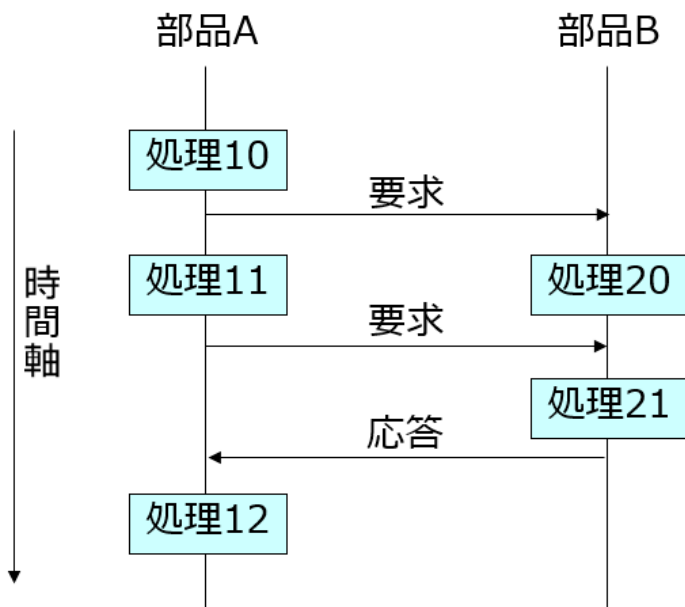 部品A
部品B
処理10
要求
処理11
処理20
時間軸
要求
処理21
応答
処理12